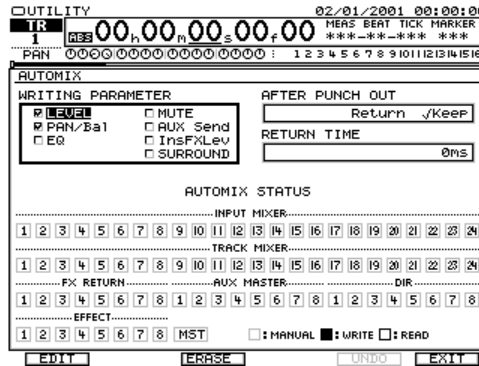 UTILITY 02/01/2001 00:00:00
TR MEAS BEAT TICK MARKER
1 ABS 00h00m00s00f00 ***-**-*** ***
PAN 1 2 3 4 5 6 7 8 9 10 11 12 13 14 15 16
AUTOMIX
WRITING PARAMETER AFTER PUNCH OUT
LEVEL MUTE Return √Keep
PAN/Bal AUX Send RETURN TIME
EQ InsFXLev 0ms
SURROUND
AUTOMIX STATUS
INPUT MIXER
1 2 3 4 5 6 7 8 9 10 11 12 13 14 15 16 17 18 19 20 21 22 23 24
TRACK MIXER
1 2 3 4 5 6 7 8 9 10 11 12 13 14 15 16 17 18 19 20 21 22 23 24
FX RETURN AUX MASTER DIR
1 2 3 4 5 6 7 8 1 2 3 4 5 6 7 8 1 2 3 4 5 6 7 8
EFFECT
1 2 3 4 5 6 7 8 MST :MANUAL :WRITE :READ
EDIT ERASE UNDO EXIT